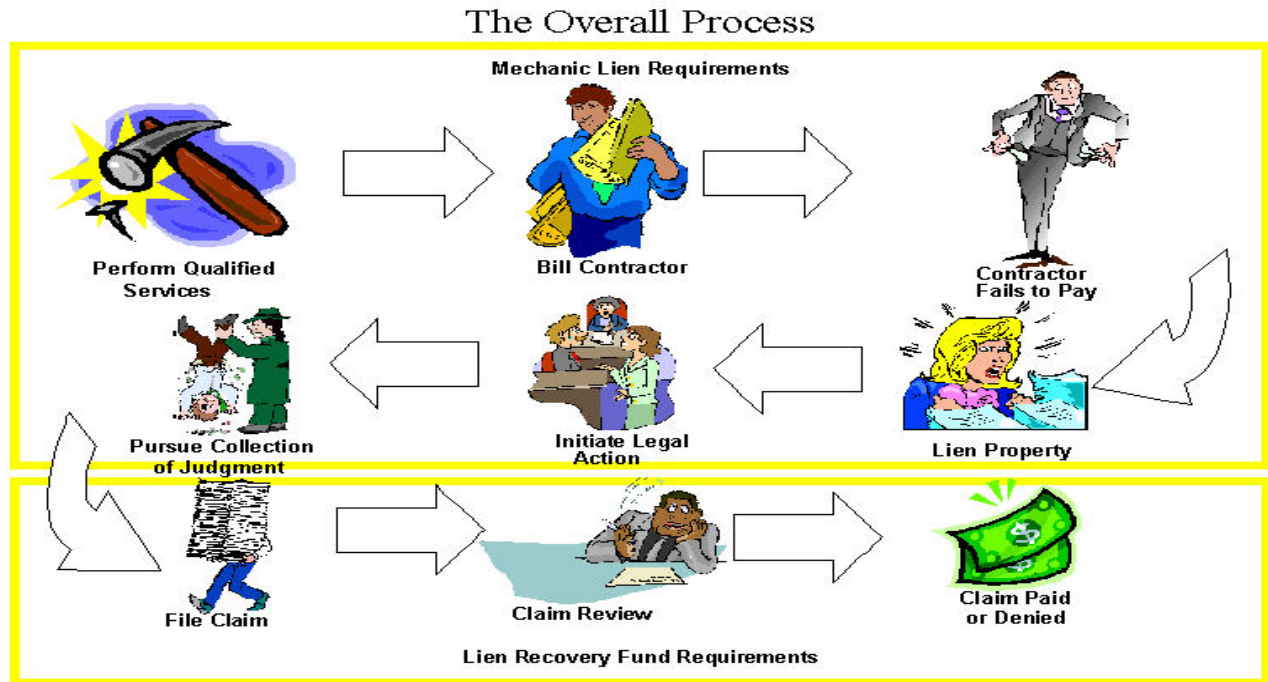 The Overall Process
Mechanic Lien Requirements
Perform Qualified
Services
Bill Contractor
Contractor
Fails to Pay
Lien Property
Initiate Legal
Action
Pursue Collection
of Judgment
File Claim
Claim Review
Claim Paid
or Denied
Lien Recovery Fund Requirements